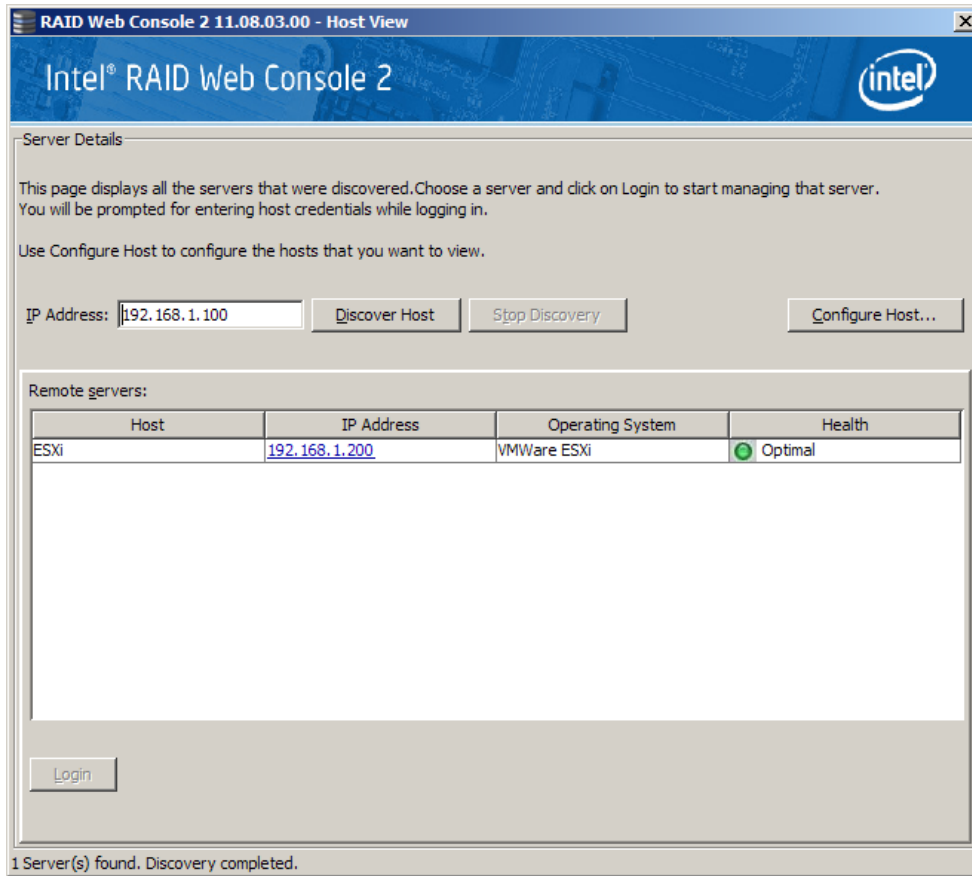 RAID Web Console 2 11.08.03.00 - Host View
Intel® RAID Web Console 2
intel
Server Details
This page displays all the servers that were discovered.Choose a server and click on Login to start managing that server.
You will be prompted for entering host credentials while logging in.
Use Configure Host to configure the hosts that you want to view.
IP Address: 192.168.1.100 Discover Host Stop Discovery Configure Host...
Remote servers:
Host IP Address Operating System Health
ESXi 192.168.1.200 VMWare ESXi Optimal
Login
1 Server(s) found. Discovery completed.